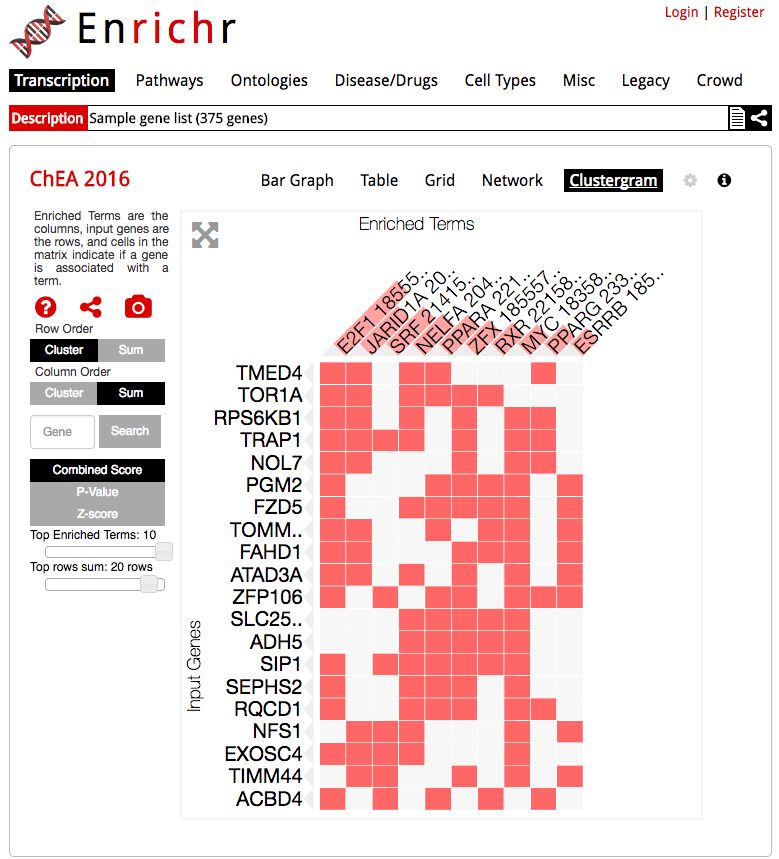 Login | Register
Enrichr
Transcription Pathways Ontologies Disease/Drugs Cell Types Misc Legacy Crowd
Description Sample gene list (375 genes)
ChEA 2016
Bar Graph Table Grid Network Clustergram
Enriched Terms are the
columns, input genes are
the rows, and cells in the
matrix indicate if a gene
is associated with a
term.
Row Order
Cluster Sum
Column Order
Cluster Sum
Gene Search
Combined Score
P-Value
Z-score
Top Enriched Terms: 10
Top rows sum: 20 rows
Enriched Terms
E2F1 18555..
JARID1A 20..
SRF 21415..
NELFA 204..
PPARA 221..
ZFX 185557..
RXR 22158..
MYC 18358..
PPARG 233..
ESRRB 185..
Input Genes
TMED4
TOR1A
RPS6KB1
TRAP1
NOL7
PGM2
FZD5
TOMM..
FAHD1
ATAD3A
ZFP106
SLC25..
ADH5
SIP1
SEPHS2
RQCD1
NFS1
EXOSC4
TIMM44
ACBD4